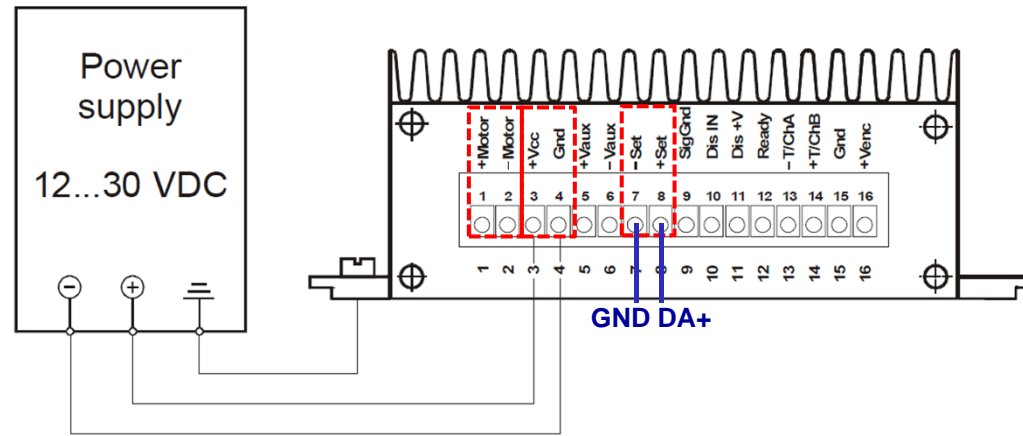 Power
supply
12...30 VDC
− + 
+Motor
−Motor
+Vcc
Gnd
+Vaux
−Vaux
−Set
+Set
SigGnd
Dis IN
Dis +V
Ready
−T/ChA
+T/ChB
Gnd
+Venc
1 2 3 4 5 6 7 8 9 10 11 12 13 14 15 16
1 2 3 4 5 6 7 8 9 10 11 12 13 14 15 16
GND DA+